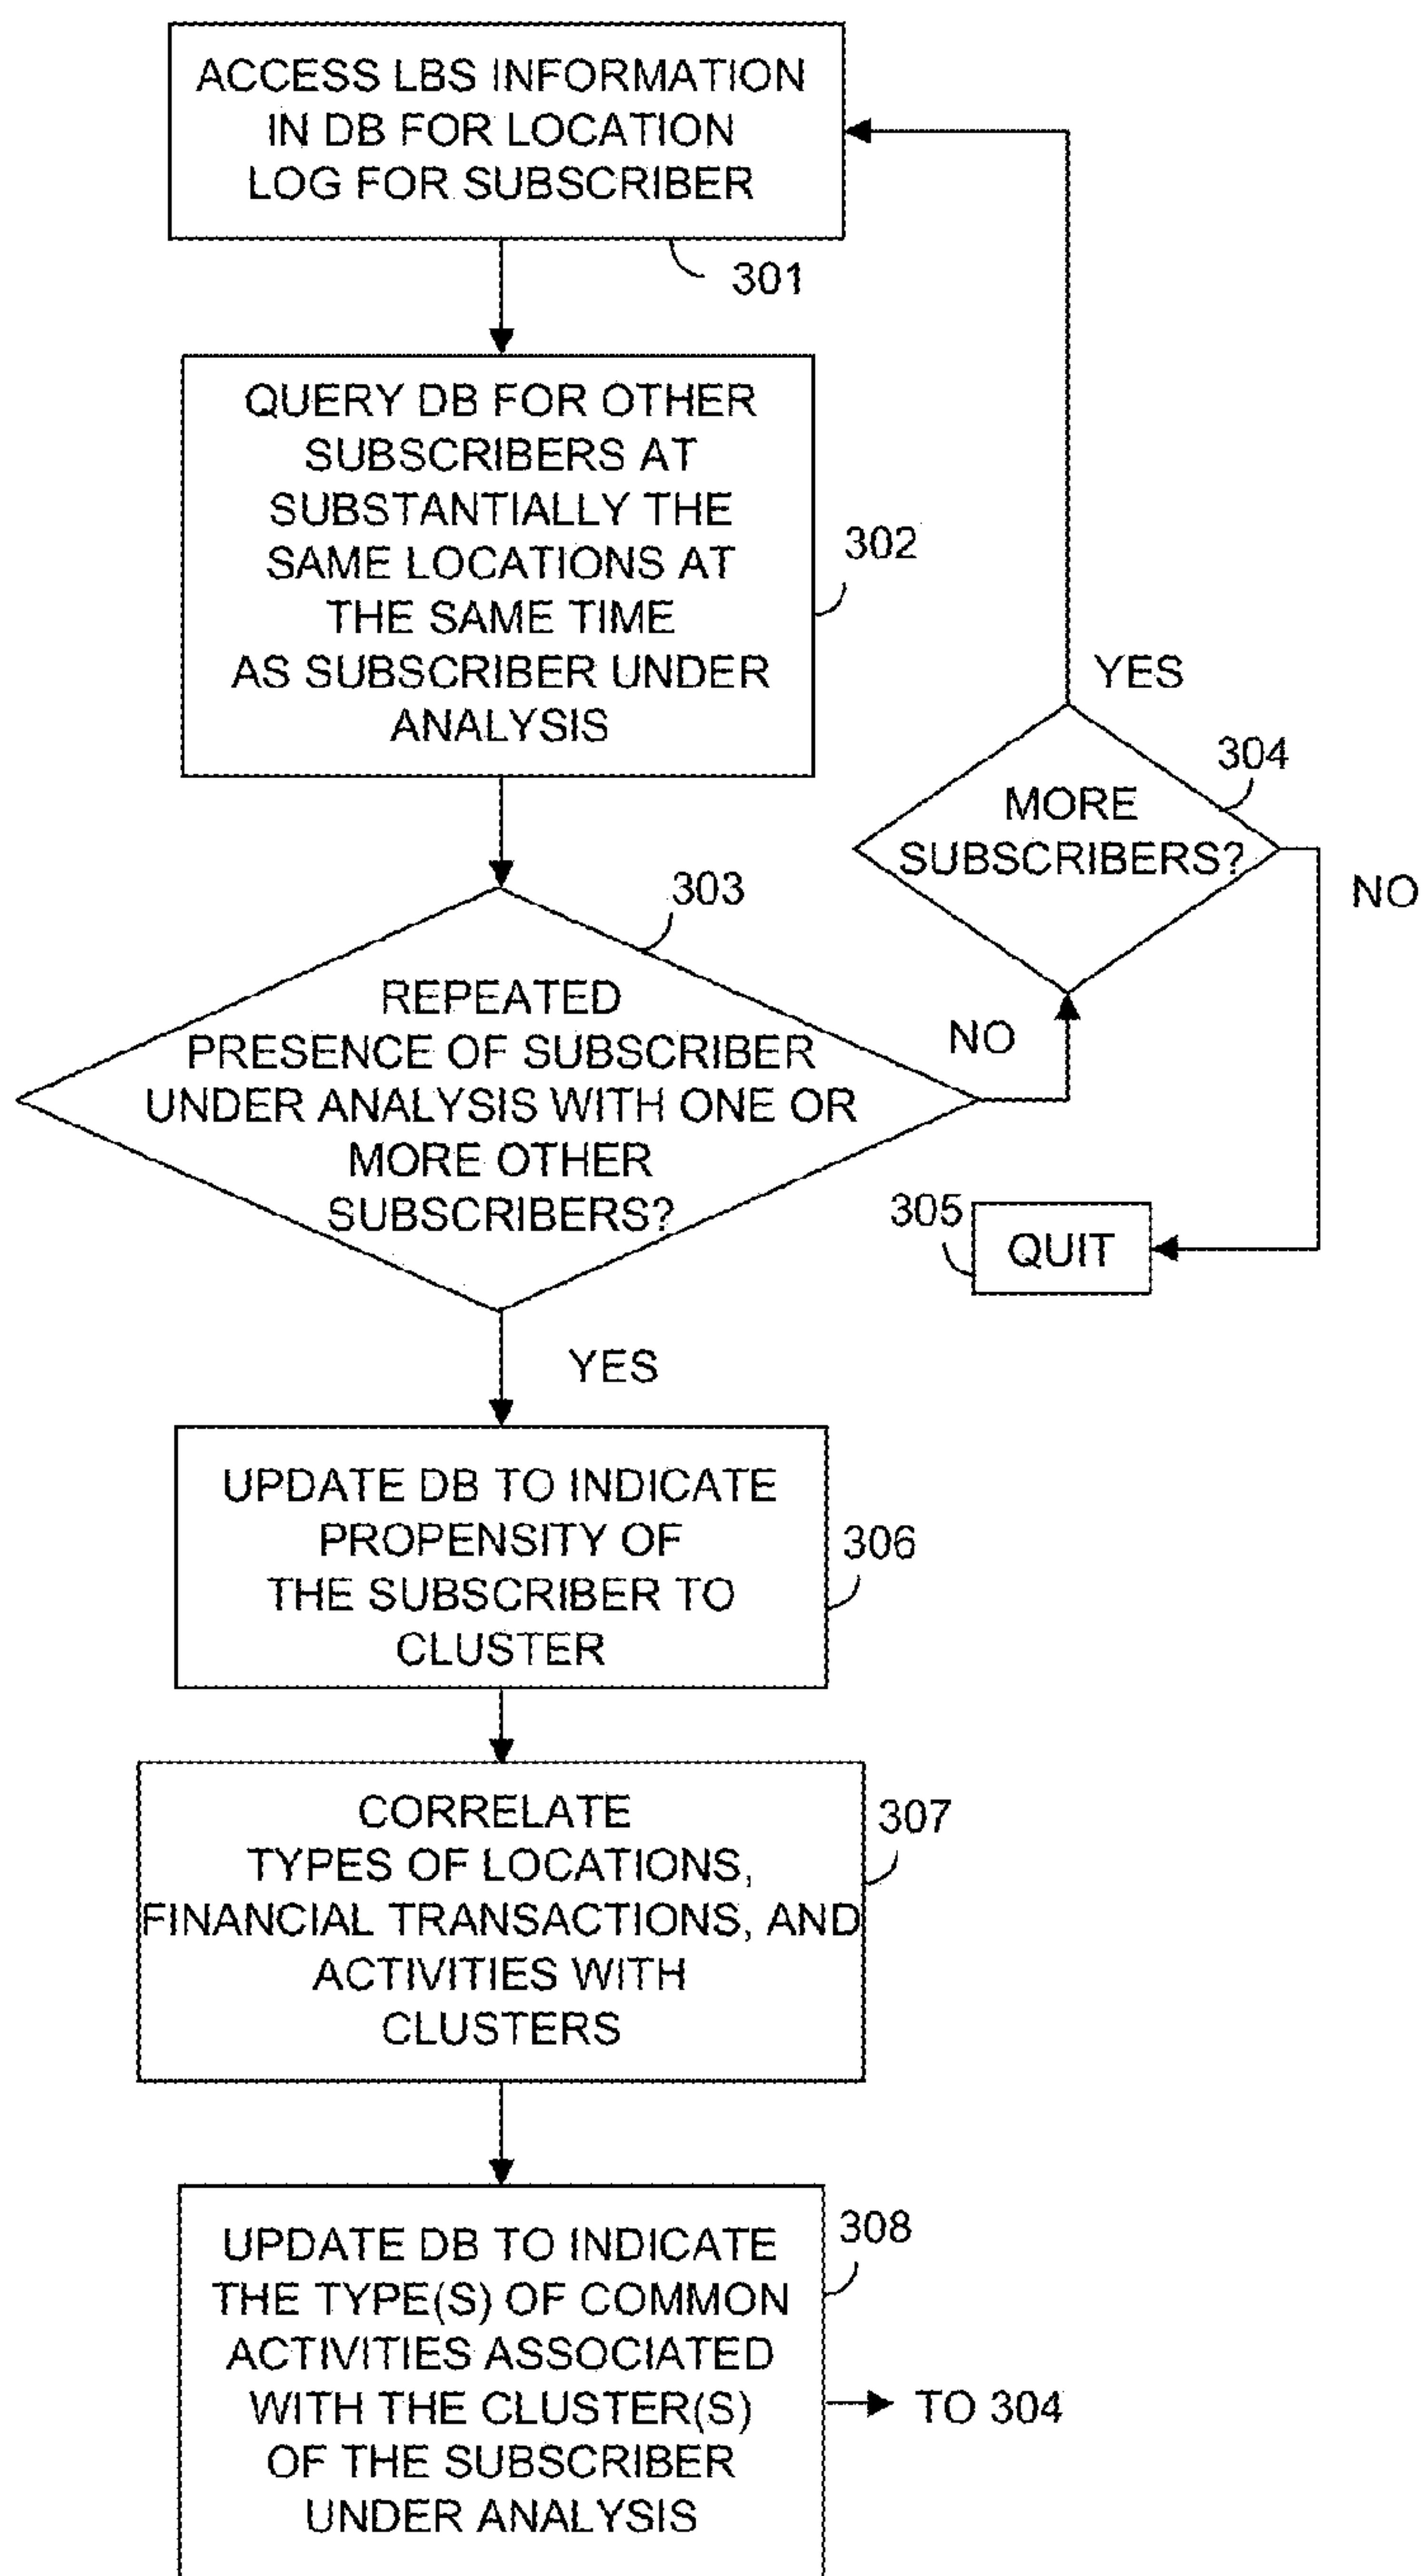 ACCESS LBS INFORMATION
IN DB FOR LOCATION
LOG FOR SUBSCRIBER
301
QUERY DB FOR OTHER
SUBSCRIBERS AT
SUBSTANTIALLY THE
SAME LOCATIONS AT
THE SAME TIME
AS SUBSCRIBER UNDER
ANALYSIS
302
YES
304
MORE
SUBSCRIBERS?
NO
303
REPEATED
PRESENCE OF SUBSCRIBER
UNDER ANALYSIS WITH ONE OR
MORE OTHER
SUBSCRIBERS?
NO
305
QUIT
YES
UPDATE DB TO INDICATE
PROPENSITY OF
THE SUBSCRIBER TO
CLUSTER
306
CORRELATE
TYPES OF LOCATIONS,
FINANCIAL TRANSACTIONS, AND
ACTIVITIES WITH
CLUSTERS
307
UPDATE DB TO INDICATE
THE TYPE(S) OF COMMON
ACTIVITIES ASSOCIATED
WITH THE CLUSTER(S)
OF THE SUBSCRIBER
UNDER ANALYSIS
308
TO 304